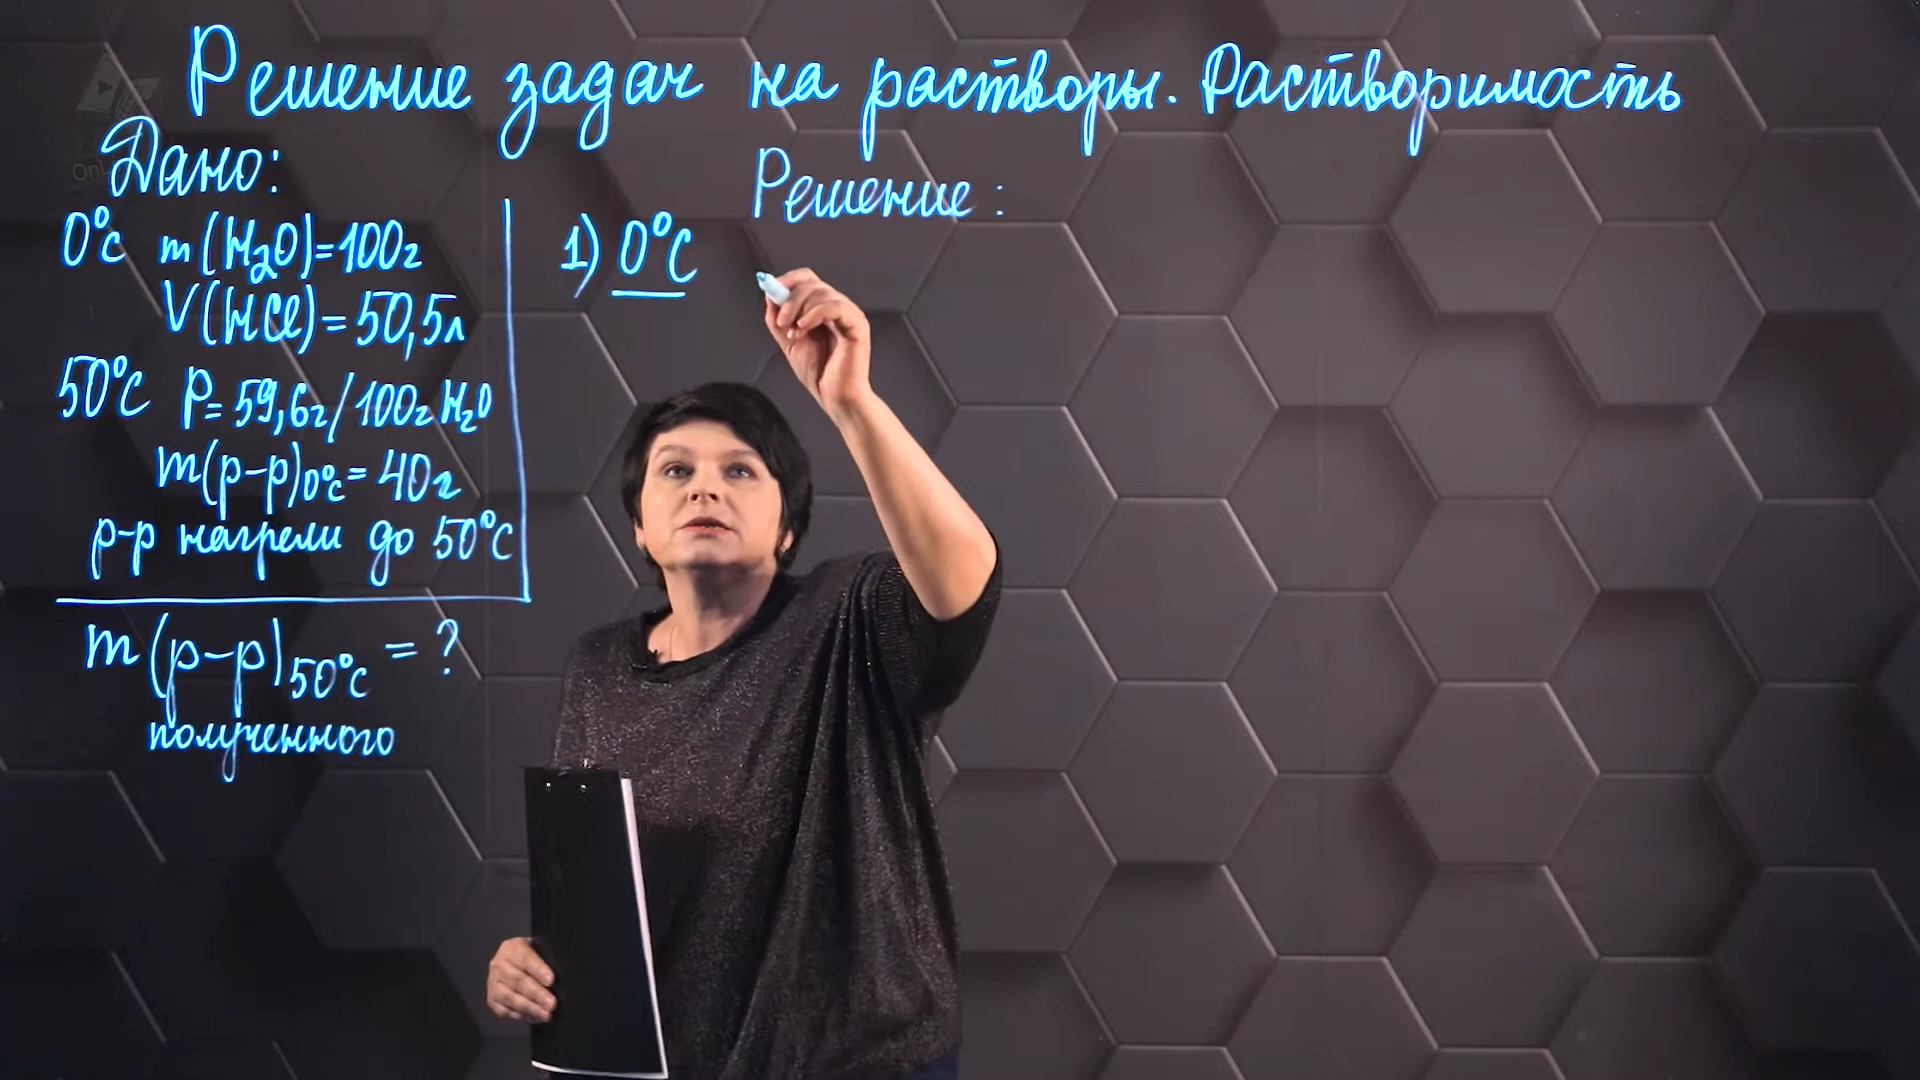 Решение задач на растворы. Растворимость
Дано:
0°С m(H₂O)=100г
V(HCl)=50,5л
50°С P=59,6г/100г H₂O
m(р-р)0°С=40г
р-р нагрели до 50°С
m(р-р)50°С = ?
полученного
Решение:
1) 0°С